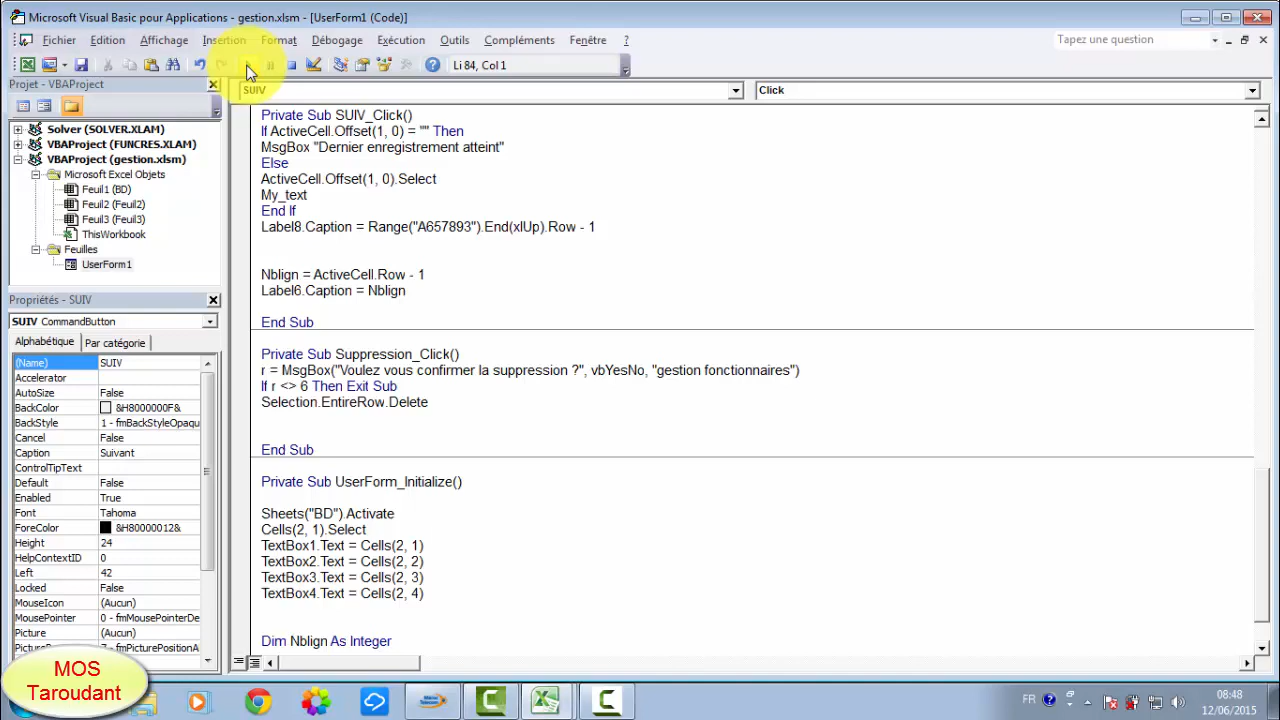 Microsoft Visual Basic pour Applications - gestion.xlsm - [UserForm1 (Code)]
Fichier Edition Affichage Insertion Format Débogage Exécution Outils Compléments Fenêtre ?
Tapez une question
Li 84, Col 1
Projet - VBAProject
SUIV
Click
Solver (SOLVER.XLAM)
VBAProject (FUNCRES.XLAM)
VBAProject (gestion.xlsm)
Microsoft Excel Objets
Feuil1 (BD)
Feuil2 (Feuil2)
Feuil3 (Feuil3)
ThisWorkbook
Feuilles
UserForm1
Propriétés - SUIV
SUIV CommandButton
Alphabétique Par catégorie
(Name) SUIV
Accelerator
AutoSize False
BackColor &H8000000F&
BackStyle 1 - fmBackStyleOpaqu
Cancel False
Caption Suivant
ControlTipText
Default False
Enabled True
Font Tahoma
ForeColor &H80000012&
Height 24
HelpContextID 0
Left 42
Locked False
MouseIcon (Aucun)
MousePointer 0 - fmMousePointerDe
Picture (Aucun)
Private Sub SUIV_Click()
If ActiveCell.Offset(1, 0) = "" Then
MsgBox "Dernier enregistrement atteint"
Else
ActiveCell.Offset(1, 0).Select
My_text
End If
Label8.Caption = Range("A657893").End(xlUp).Row - 1
Nblign = ActiveCell.Row - 1
Label6.Caption = Nblign
End Sub
Private Sub Suppression_Click()
r = MsgBox("Voulez vous confirmer la suppression ?", vbYesNo, "gestion fonctionnaires")
If r <> 6 Then Exit Sub
Selection.EntireRow.Delete
End Sub
Private Sub UserForm_Initialize()
Sheets("BD").Activate
Cells(2, 1).Select
TextBox1.Text = Cells(2, 1)
TextBox2.Text = Cells(2, 2)
TextBox3.Text = Cells(2, 3)
TextBox4.Text = Cells(2, 4)
Dim Nblign As Integer
MOS
Taroudant
FR
08:48
12/06/2015